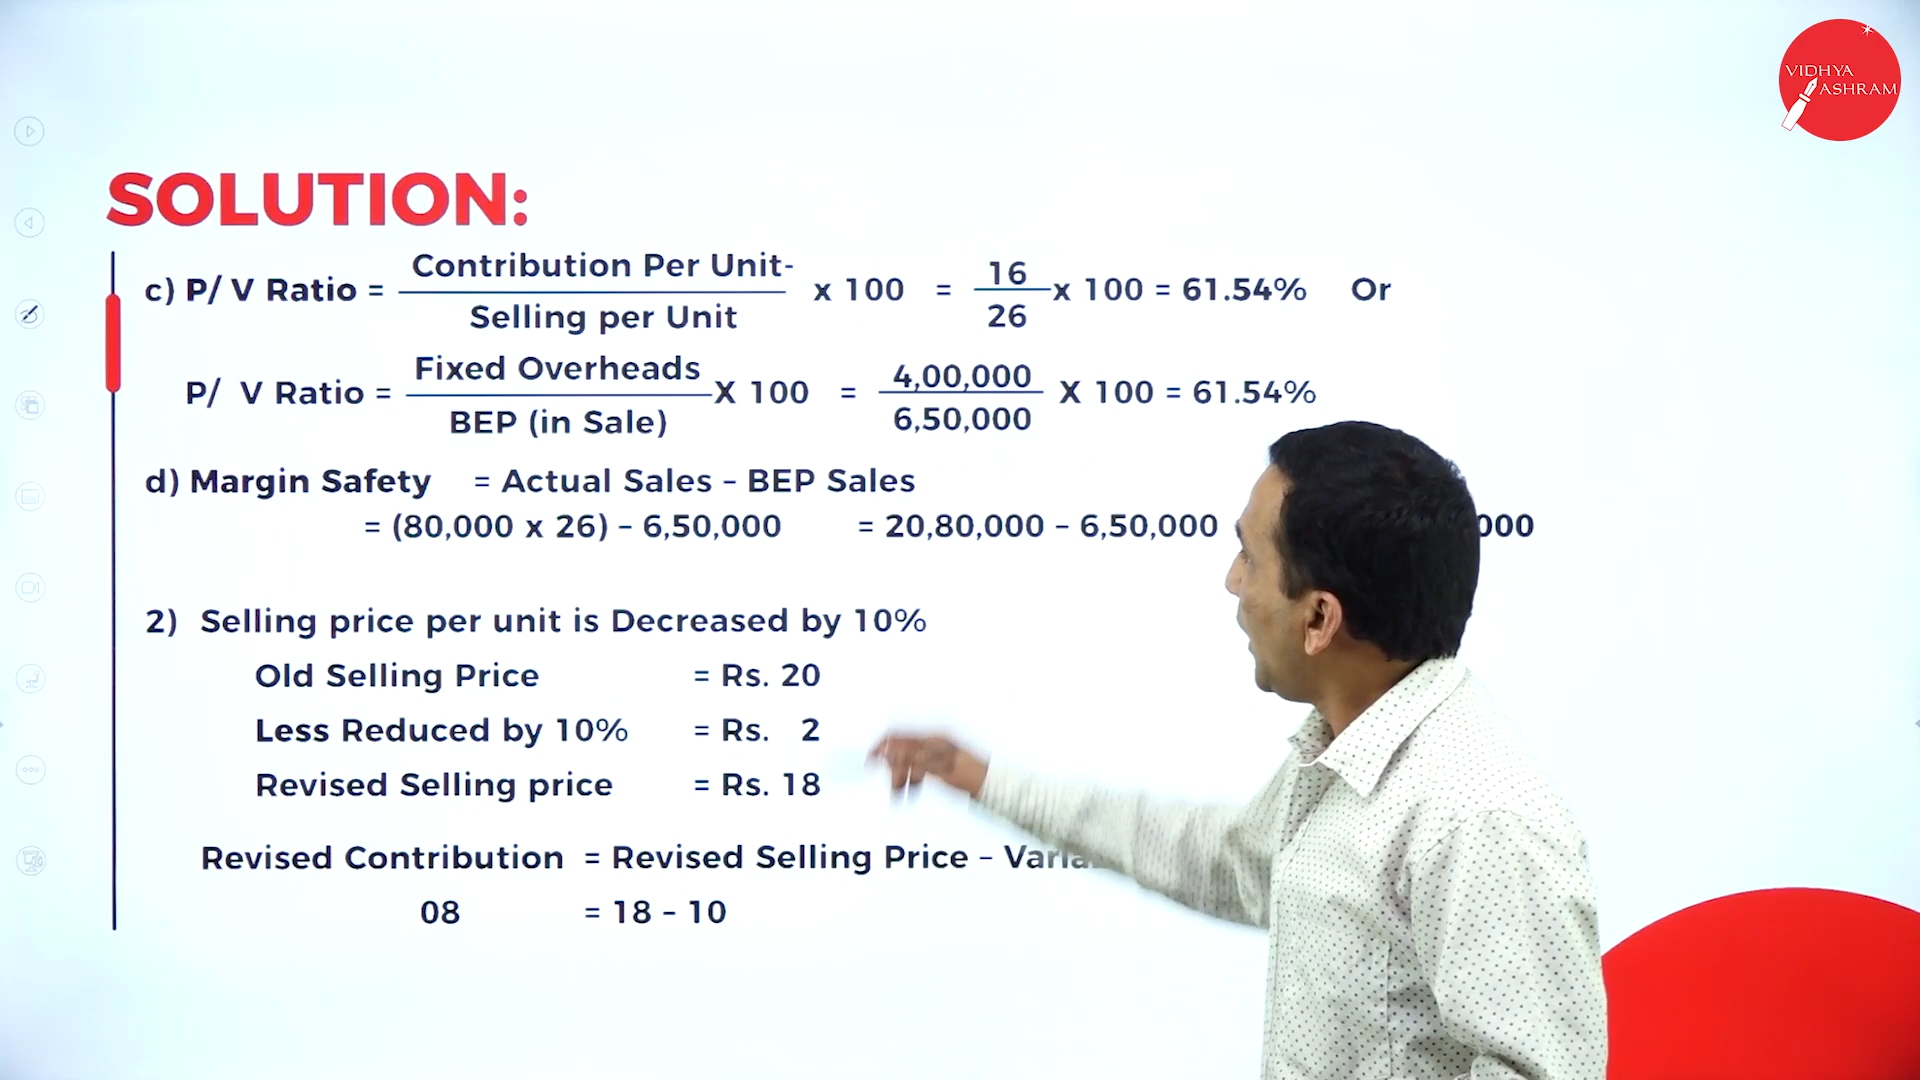 VIDHYA
ASHRAM
SOLUTION:
c) P/ V Ratio = Contribution Per Unit- / Selling per Unit x 100 = 16 / 26 x 100 = 61.54% Or
P/ V Ratio = Fixed Overheads / BEP (in Sale) X 100 = 4,00,000 / 6,50,000 X 100 = 61.54%
d) Margin Safety = Actual Sales – BEP Sales
= (80,000 x 26) – 6,50,000 = 20,80,000 – 6,50,000
2) Selling price per unit is Decreased by 10%
Old Selling Price = Rs. 20
Less Reduced by 10% = Rs. 2
Revised Selling price = Rs. 18
Revised Contribution = Revised Selling Price –
08 = 18 – 10